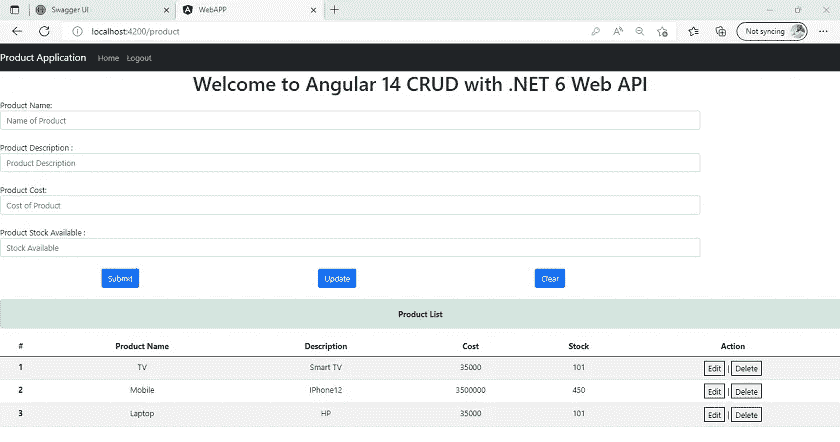 Swagger UI
WebAPP
localhost:4200/product
Not syncing
Product Application Home Logout
Welcome to Angular 14 CRUD with .NET 6 Web API
Product Name:
Name of Product
Product Description :
Product Description
Product Cost:
Cost of Product
Product Stock Available :
Stock Available
Submit Update Clear
Product List
# Product Name Description Cost Stock Action
1 TV Smart TV 35000 101 Edit | Delete
2 Mobile IPhone12 3500000 450 Edit | Delete
3 Laptop HP 35000 101 Edit | Delete